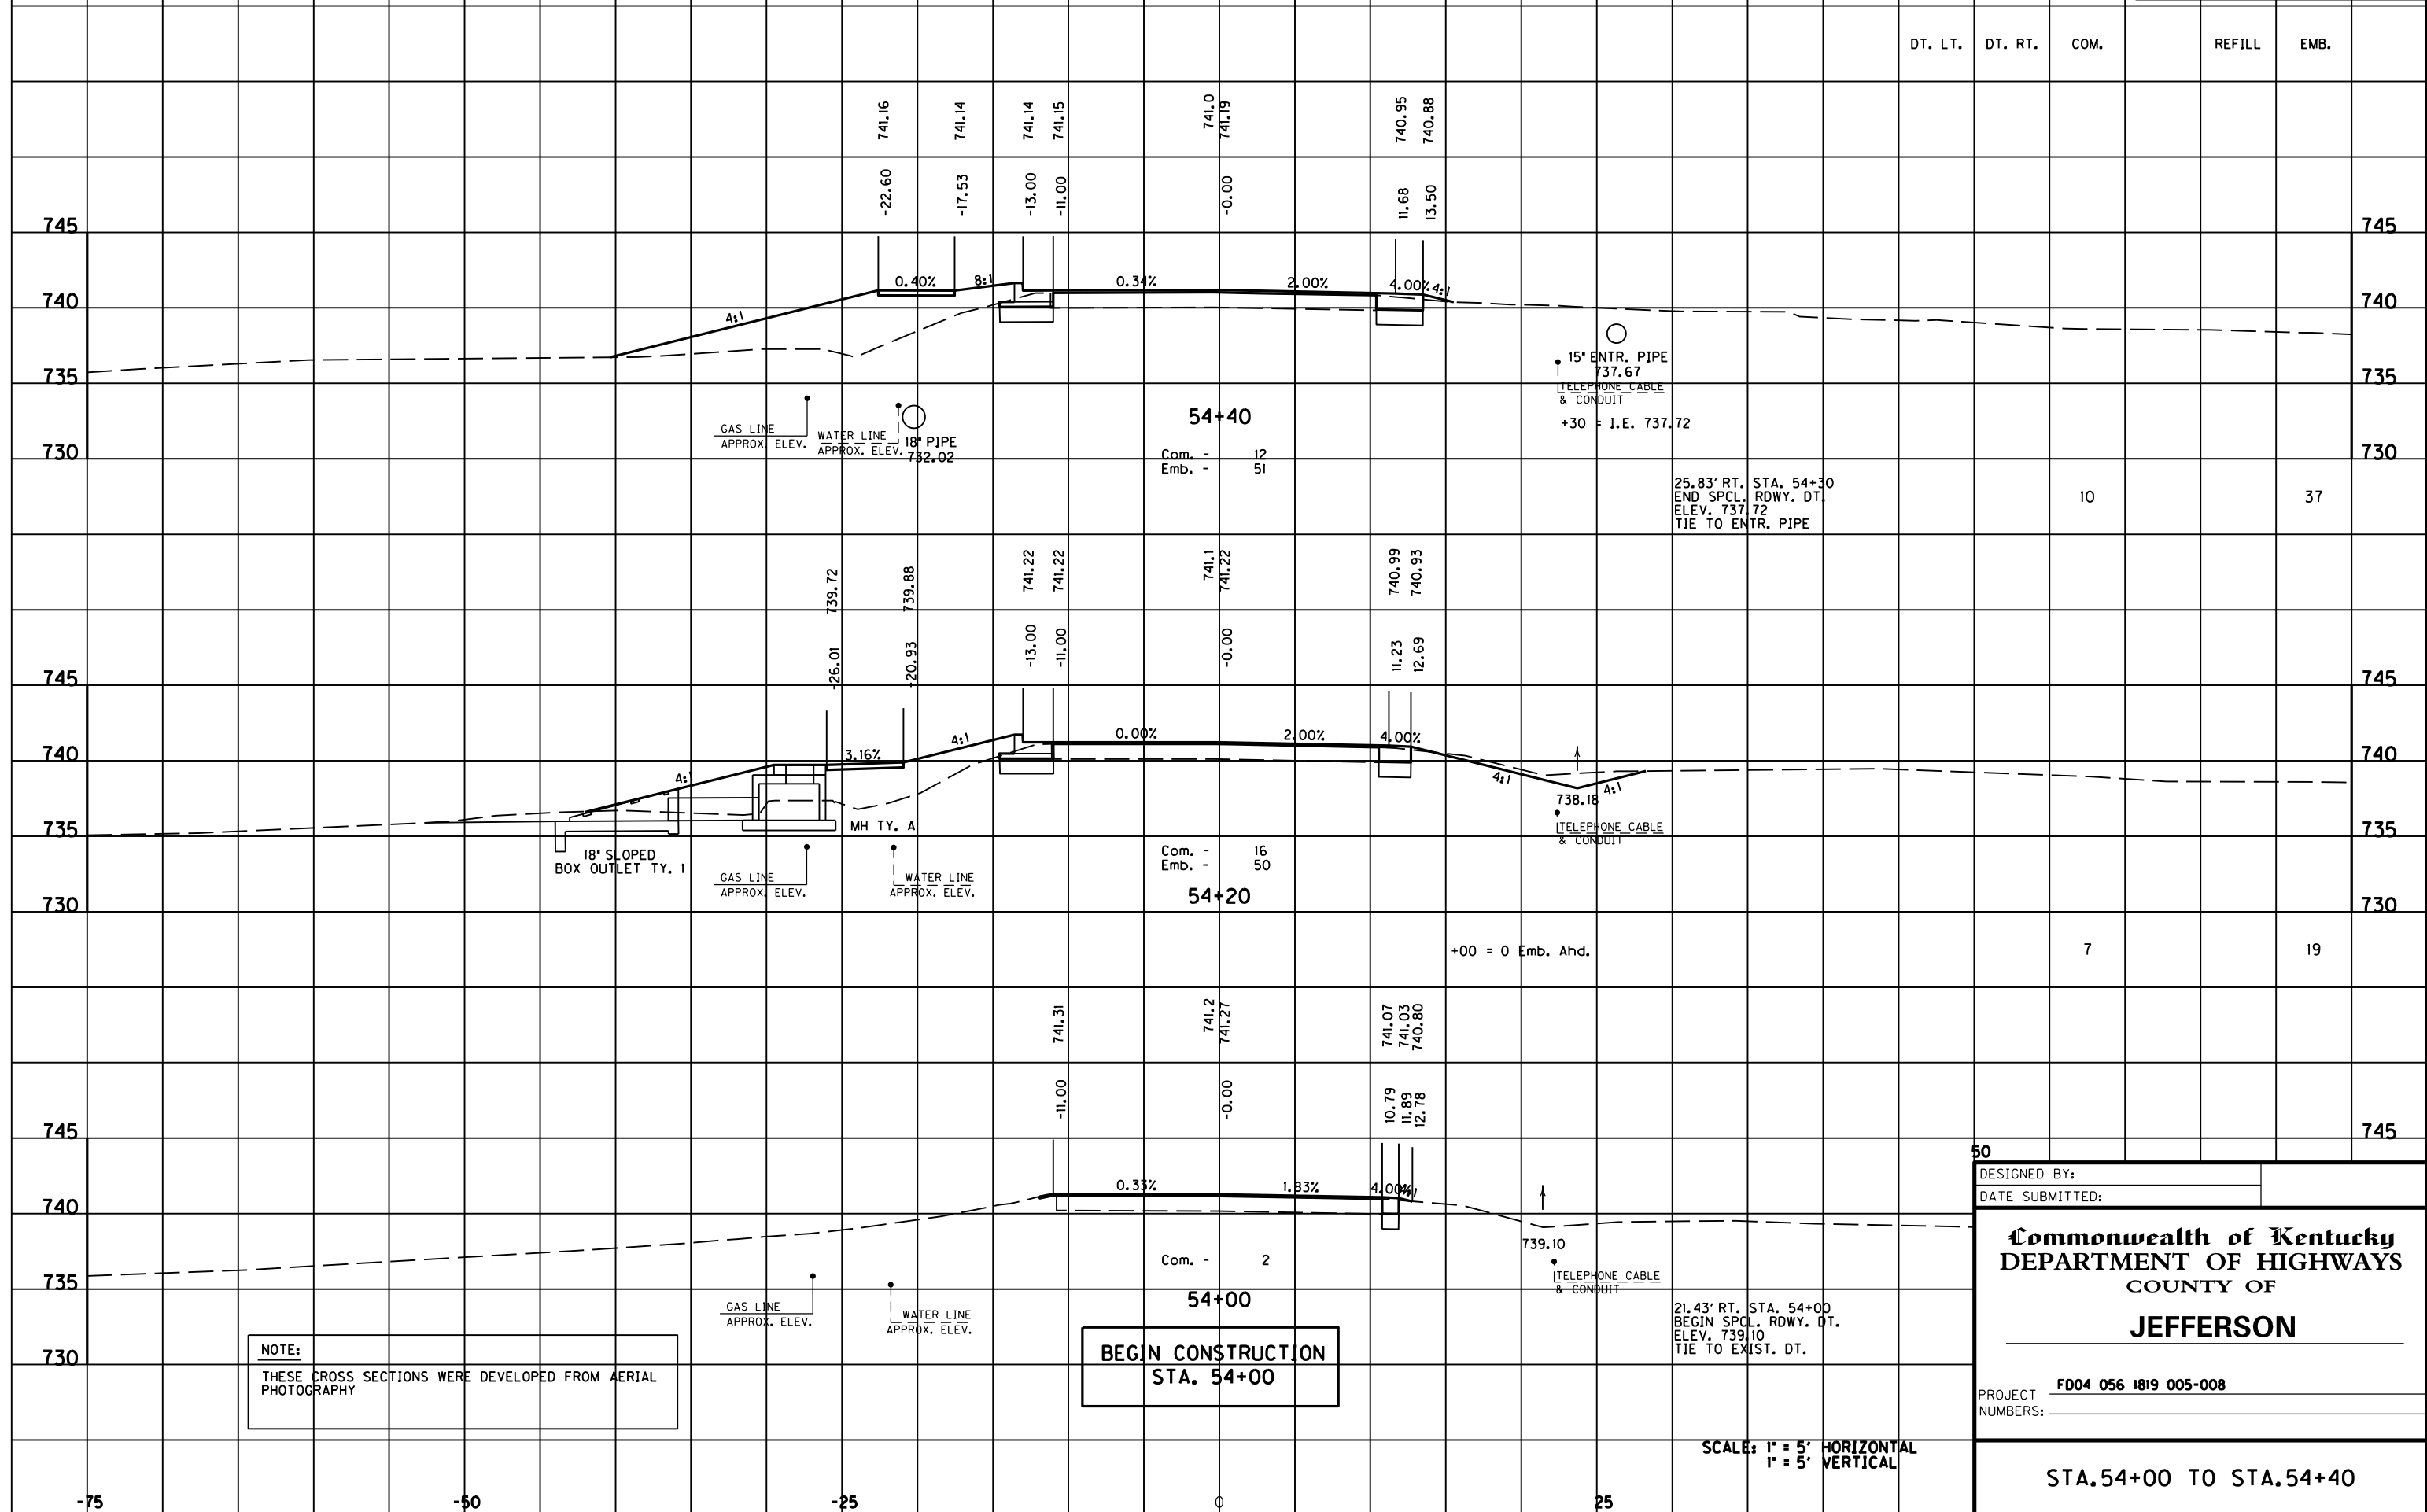 DT. LT. DT. RT. COM. REFILL EMB.
741.16 741.14 741.14 741.15 741.0 741.19 740.95 740.88
-22.60 -17.53 -13.00 -11.00 -0.00 11.68 13.50
745 745
0.40% 8:1 0.34% 2.00% 4.00% 4:1
740 740
4:1
15" ENTR. PIPE
737.67
735 735
TELEPHONE CABLE
& CONDUIT
54+40
+30 = I.E. 737.72
GAS LINE
APPROX. ELEV.
WATER LINE
APPROX. ELEV.
18" PIPE
732.02
730 730
Com. - 12
Emb. - 51
25.83' RT. STA. 54+30
END SPCL. RDWY. DT.
ELEV. 737.72
TIE TO ENTR. PIPE
10 37
739.72 739.88 741.22 741.22 741.1 741.22 740.99 740.93
-26.01 -20.93 -13.00 -11.00 -0.00 11.23 12.69
745 745
4:1 3.16% 4:1 0.00% 2.00% 4.00%
740 740
4:1 4:1
738.18
735 735
MH TY. A
TELEPHONE CABLE
& CONDUIT
18" SLOPED
BOX OUTLET TY. 1
GAS LINE
APPROX. ELEV.
WATER LINE
APPROX. ELEV.
Com. - 16
Emb. - 50
54+20
730 730
+00 = 0 Emb. Ahd.
7 19
741.31 741.2 741.27 741.07 741.03 740.80
-11.00 -0.00 10.79 11.89 12.78
745 745
50
0.33% 1.83% 4.00% 4:1
740
739.10
Com. - 2
735
TELEPHONE CABLE
& CONDUIT
54+00
GAS LINE
APPROX. ELEV.
WATER LINE
APPROX. ELEV.
21.43' RT. STA. 54+00
BEGIN SPCL. RDWY. DT.
ELEV. 739.10
TIE TO EXIST. DT.
730
NOTE:
THESE CROSS SECTIONS WERE DEVELOPED FROM AERIAL
PHOTOGRAPHY
BEGIN CONSTRUCTION
STA. 54+00
DESIGNED BY:
DATE SUBMITTED:
Commonwealth of Kentucky
DEPARTMENT OF HIGHWAYS
COUNTY OF
JEFFERSON
PROJECT
NUMBERS:
FD04 056 1819 005-008
SCALE: 1" = 5' HORIZONTAL
1" = 5' VERTICAL
STA.54+00 TO STA.54+40
-75 -50 -25 0 25